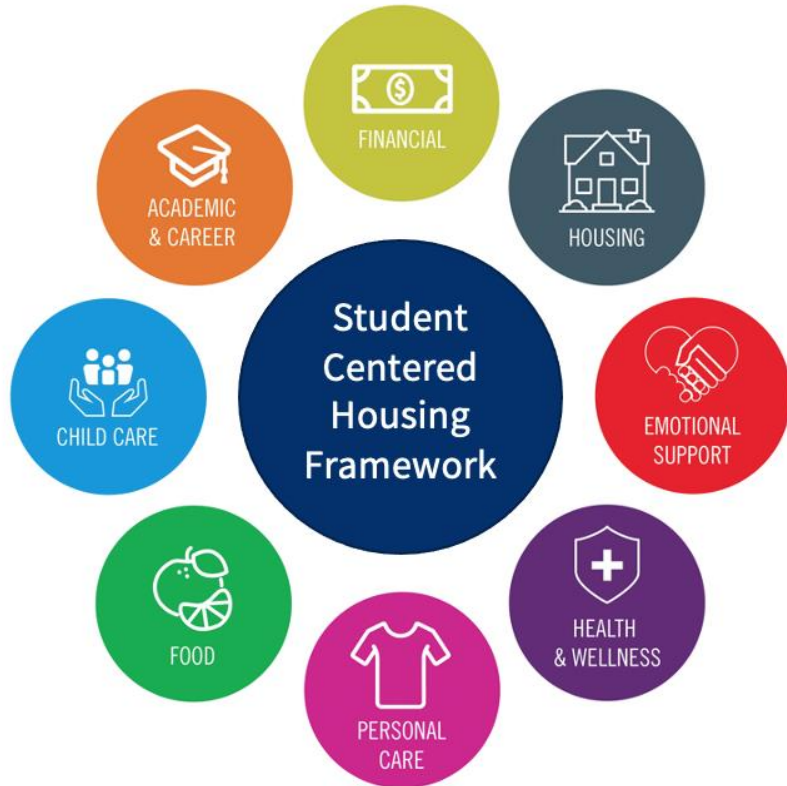 FINANCIAL
HOUSING
EMOTIONAL
SUPPORT
HEALTH
& WELLNESS
PERSONAL
CARE
FOOD
CHILD CARE
ACADEMIC
& CAREER
Student
Centered
Housing
Framework
$